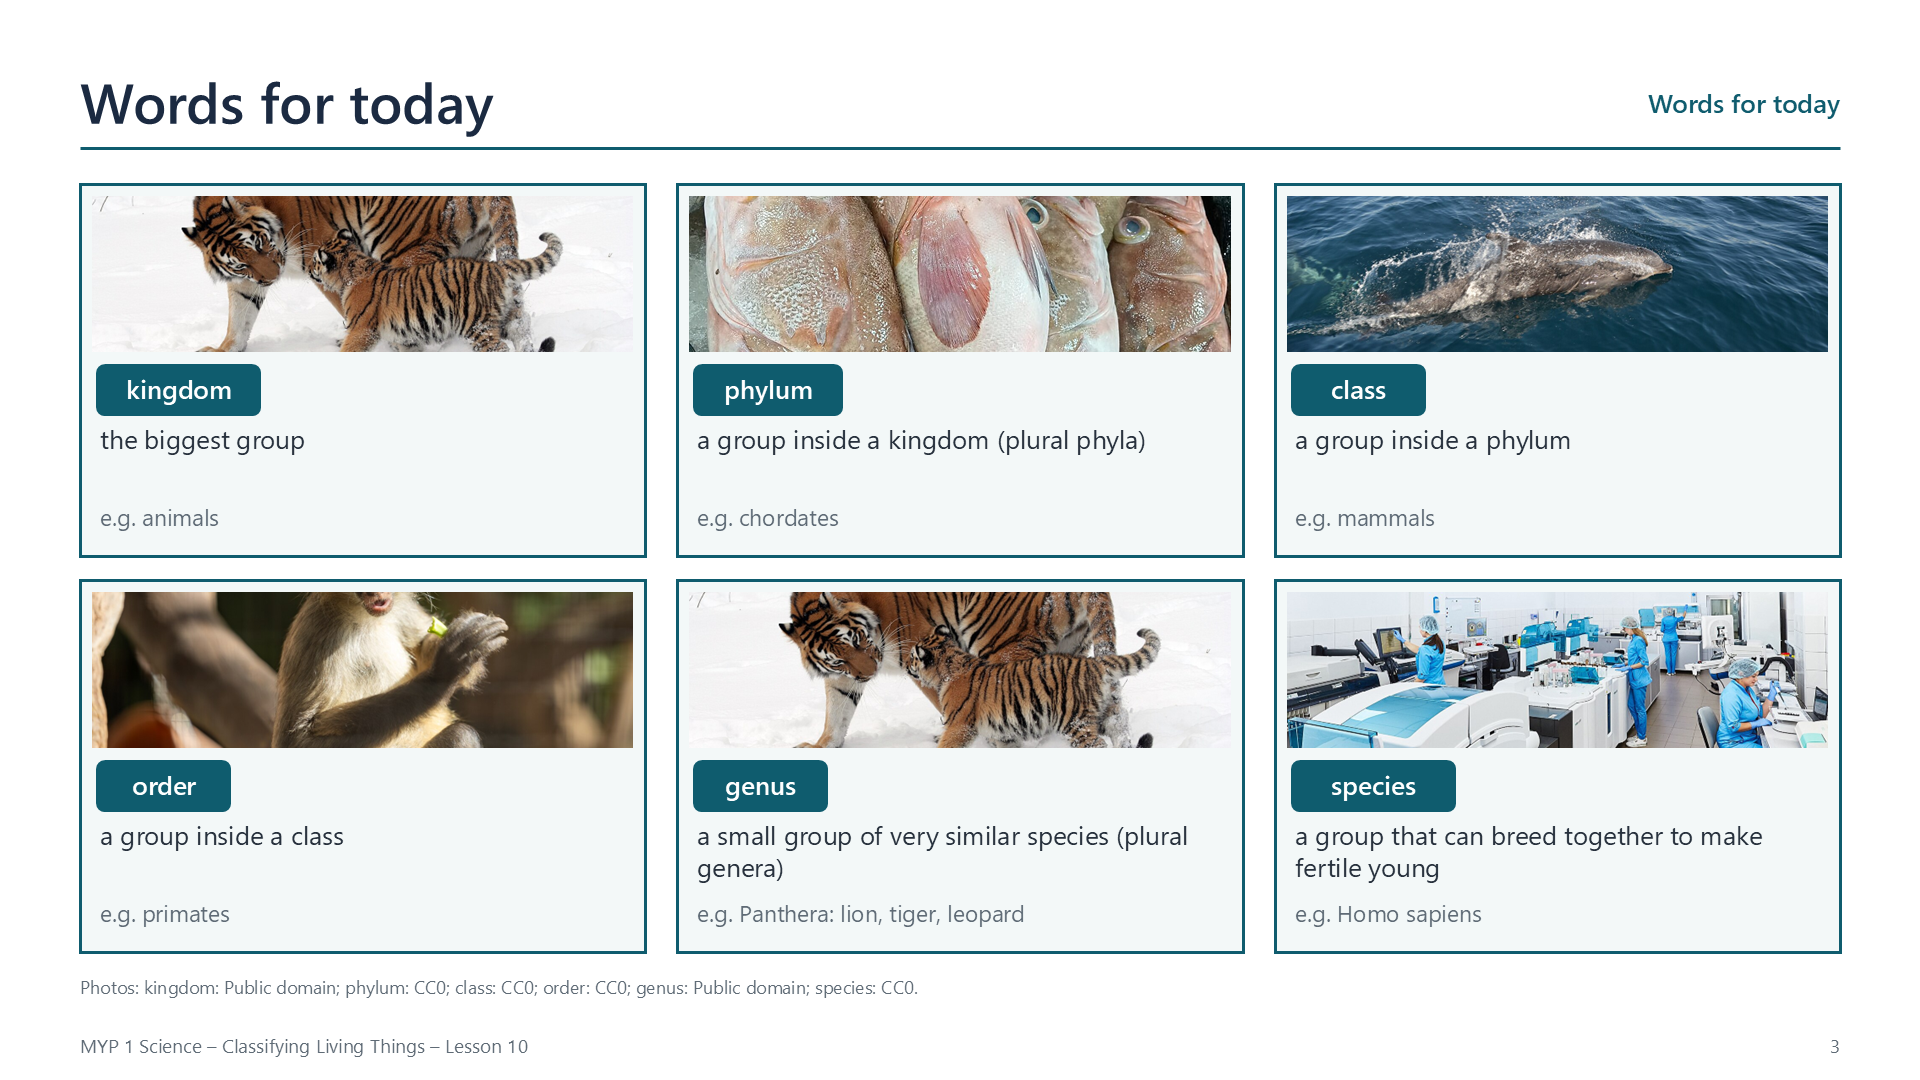 Words for today
Words for today
kingdom
the biggest group
e.g. animals
phylum
a group inside a kingdom (plural phyla)
e.g. chordates
class
a group inside a phylum
e.g. mammals
order
a group inside a class
e.g. primates
genus
a small group of very similar species (plural
genera)
e.g. Panthera: lion, tiger, leopard
species
a group that can breed together to make
fertile young
e.g. Homo sapiens
Photos: kingdom: Public domain; phylum: CC0; class: CC0; order: CC0; genus: Public domain; species: CC0.
MYP 1 Science – Classifying Living Things – Lesson 10
3